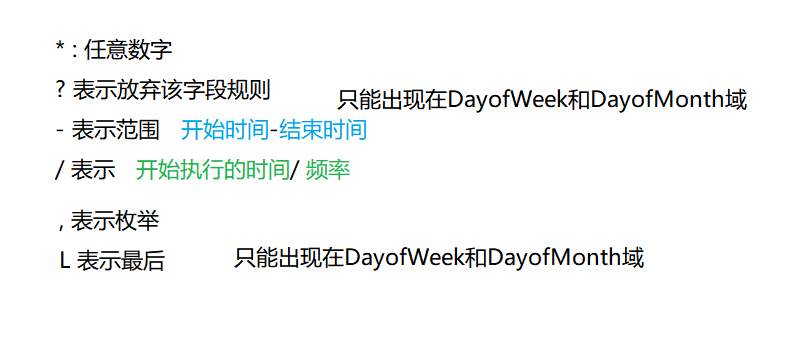 * : 任意数字
? 表示放弃该字段规则 只能出现在DayofWeek和DayofMonth域
- 表示范围 开始时间-结束时间
/ 表示 开始执行的时间/ 频率
, 表示枚举
L 表示最后 只能出现在DayofWeek和DayofMonth域